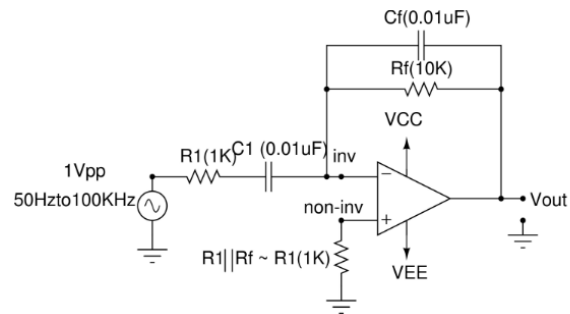 Cf(0.01uF)
Rf(10K)
VCC
R1(1K)
C1 (0.01uF)
inv
1Vpp
50Hzto100KHz
−
Vout
non-inv
+
R1||Rf ~ R1(1K)
VEE